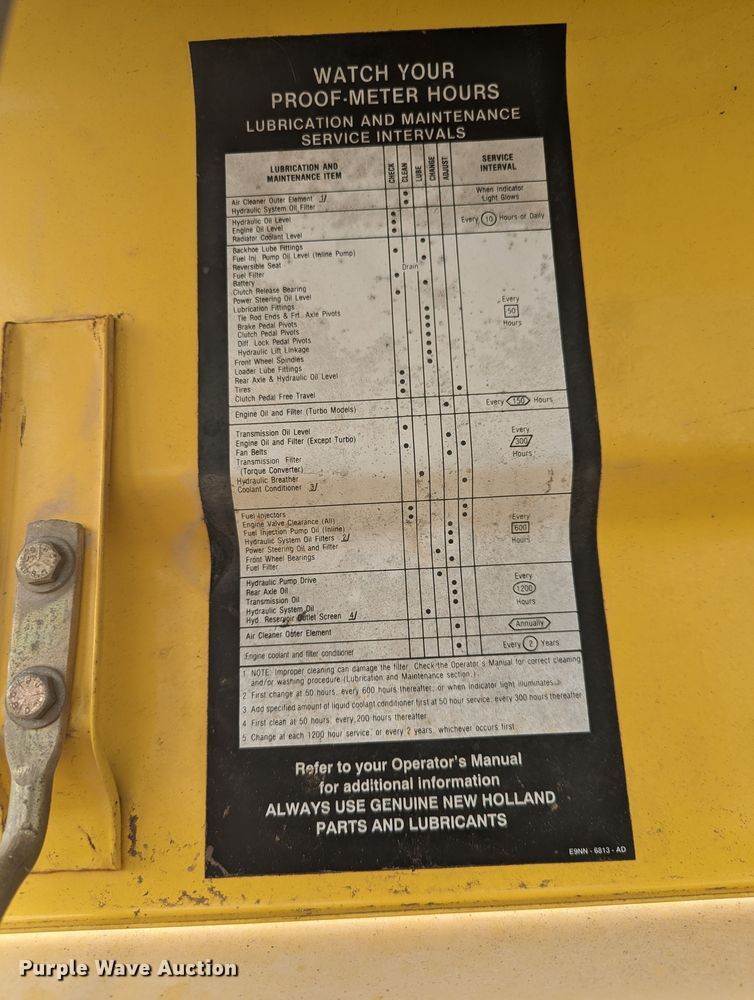 WATCH YOUR
PROOF-METER HOURS
LUBRICATION AND MAINTENANCE
SERVICE INTERVALS
LUBRICATION AND
MAINTENANCE ITEM
CHECK
CLEAN
LUBE
CHANGE
ADJUST
SERVICE
INTERVAL
Air Cleaner Outer Element 1/
Hydraulic System Oil Filter
When Indicator
Light Glows
Hydraulic Oil Level
Engine Oil Level
Radiator Coolant Level
Every 10 Hours or Daily
Backhoe Lube Fittings
Fuel Inj. Pump Oil Level (Inline Pump)
Reversible Seat
Fuel Filter
Drain
Battery
Clutch Release Bearing
Power Steering Oil Level
Lubrication Fittings
Tie Rod Ends & Frt. Axle Pivots
Brake Pedal Pivots
Clutch Pedal Pivots
Diff. Lock Pedal Pivots
Hydraulic Lift Linkage
Front Wheel Spindles
Loader Lube Fittings
Rear Axle & Hydraulic Oil Level
Tires
Clutch Pedal Free Travel
Every
50
Hours
Engine Oil and Filter (Turbo Models)
Every 150 Hours
Transmission Oil Level
Engine Oil and Filter (Except Turbo)
Fan Belts
Transmission Filter
(Torque Converter)
Hydraulic Breather
Coolant Conditioner 3/
Every
300
Hours
Fuel Injectors
Engine Valve Clearance (All)
Fuel Injection Pump Oil (Inline)
Hydraulic System Oil Filters 2/
Power Steering Oil and Filter
Front Wheel Bearings
Fuel Filter
Every
600
Hours
Hydraulic Pump Drive
Rear Axle Oil
Transmission Oil
Hydraulic System Oil
Hyd. Reservoir Outlet Screen 4/
Every
1200
Hours
Air Cleaner Outer Element
Annually
Engine coolant and filter conditioner
Every 2 Years
1 NOTE: Improper cleaning can damage the filter. Check the Operator's Manual for correct cleaning
and/or washing procedure (Lubrication and Maintenance section.)
2 First change at 50 hours, every 600 hours thereafter, or when indicator light illuminates.
3 Add specified amount of liquid coolant conditioner first at 50 hour service, every 300 hours thereafter
4 First clean at 50 hours, every 1200 hours thereafter
5 Change at each 1200 hour service, or every 2 years, whichever occurs first.
Refer to your Operator's Manual
for additional information
ALWAYS USE GENUINE NEW HOLLAND
PARTS AND LUBRICANTS
E9NN - 6813 - AD
Purple Wave Auction